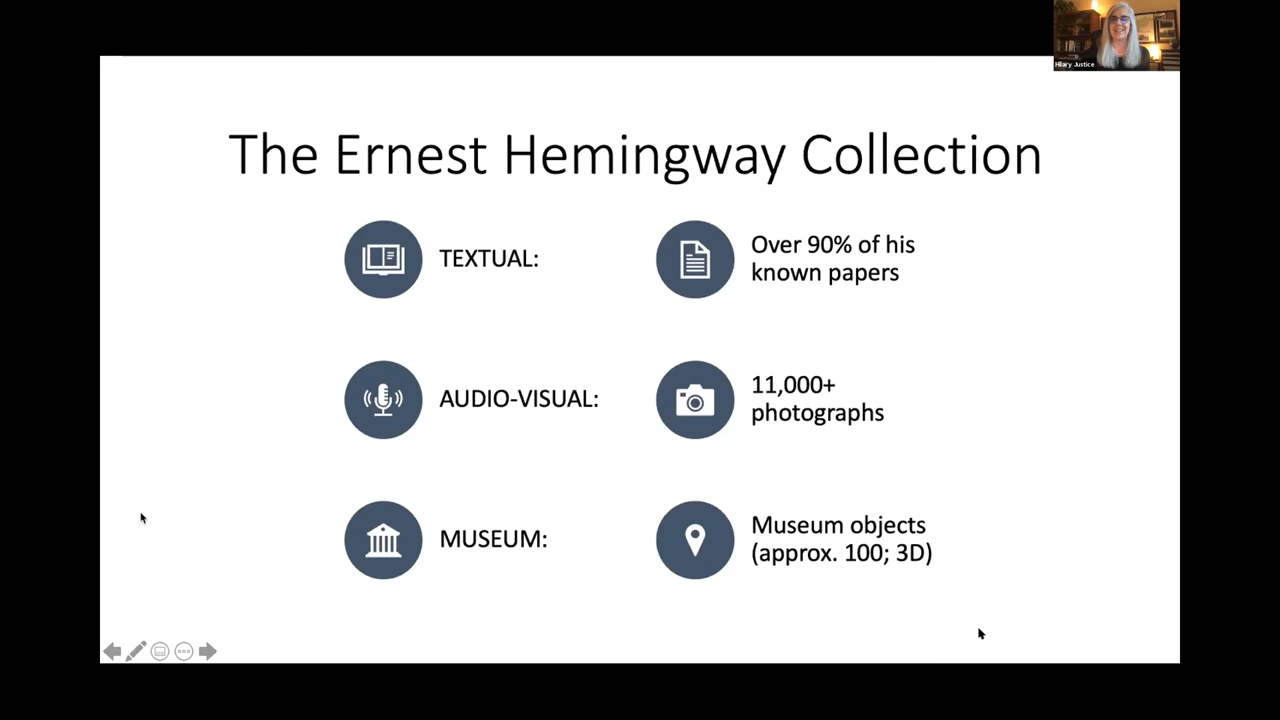 Hilary Justice
The Ernest Hemingway Collection
TEXTUAL:
Over 90% of his
known papers
AUDIO-VISUAL:
11,000+
photographs
MUSEUM:
Museum objects
(approx. 100; 3D)